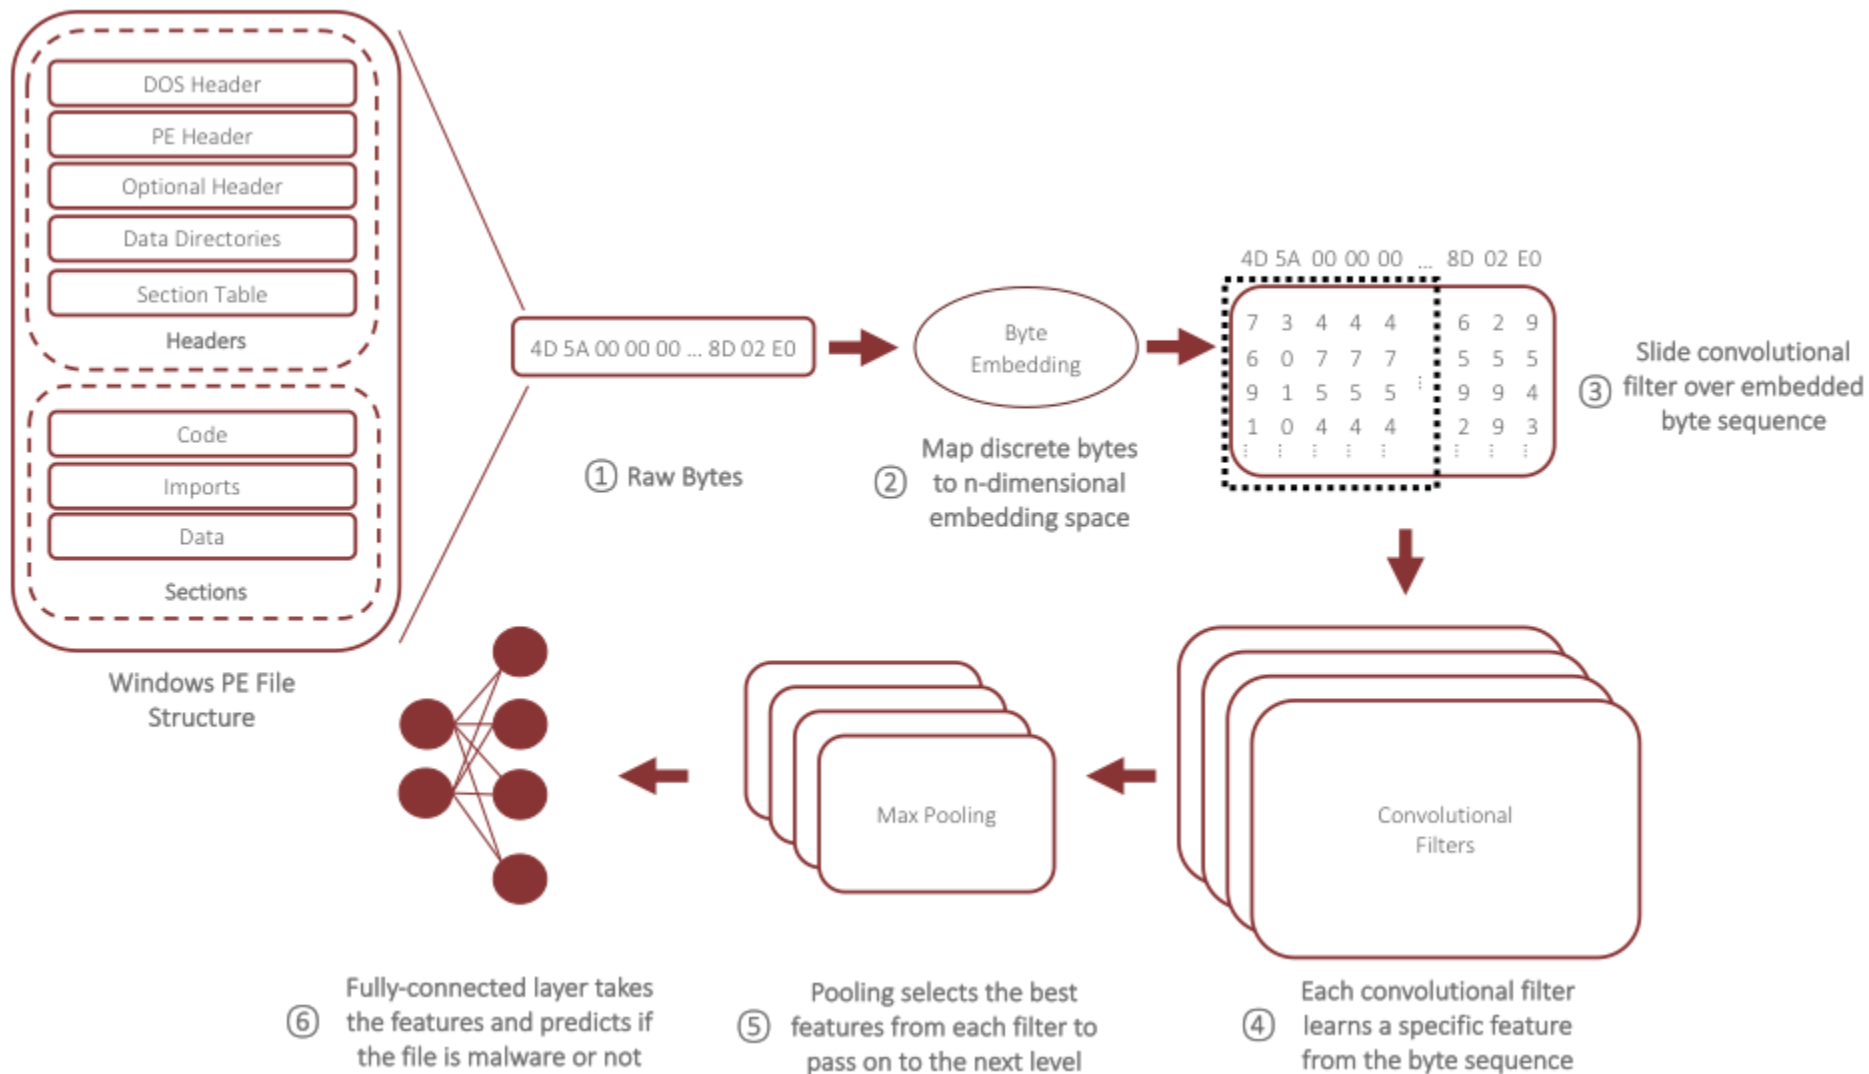 DOS Header
PE Header
Optional Header
Data Directories
Section Table
Headers
Code
Imports
Data
Sections
Windows PE File
Structure
4D 5A 00 00 00 ... 8D 02 E0
① Raw Bytes
Byte
Embedding
② Map discrete bytes
to n-dimensional
embedding space
4D 5A 00 00 00 ... 8D 02 E0
7 3 4 4 4 6 2 9
6 0 7 7 7 5 5 5
9 1 5 5 5 ⋮ 9 9 4
1 0 4 4 4 2 9 3
⋮ ⋮ ⋮ ⋮ ⋮ ⋮ ⋮ ⋮
Slide convolutional
③ filter over embedded
byte sequence
Convolutional
Filters
④ Each convolutional filter
learns a specific feature
from the byte sequence
Max Pooling
⑤ Pooling selects the best
features from each filter to
pass on to the next level
⑥ Fully-connected layer takes
the features and predicts if
the file is malware or not